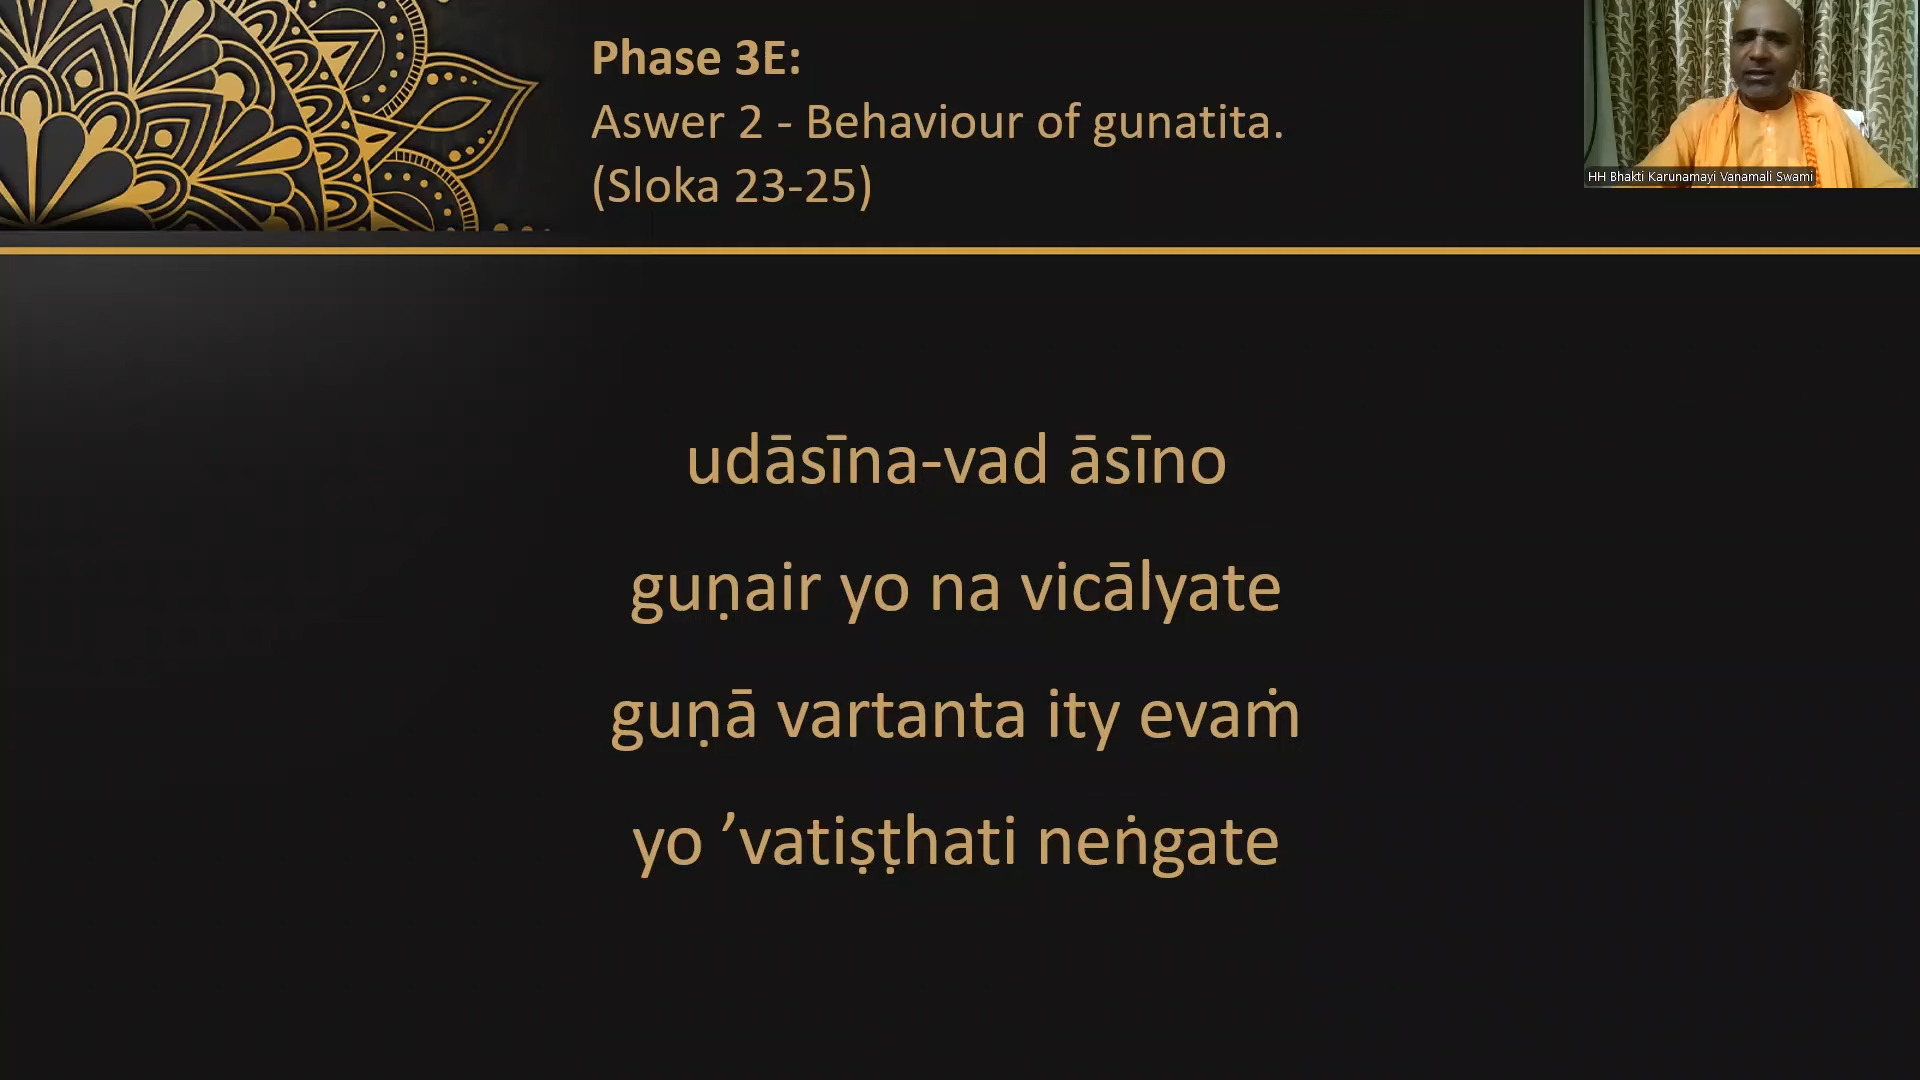 Phase 3E:
Aswer 2 - Behaviour of gunatita.
(Sloka 23-25)
HH Bhakti Karunamayi Vanamali Swami
udāsīna-vad āsīno
guṇair yo na vicālyate
guṇā vartanta ity evaṁ
yo ’vatiṣṭhati neṅgate